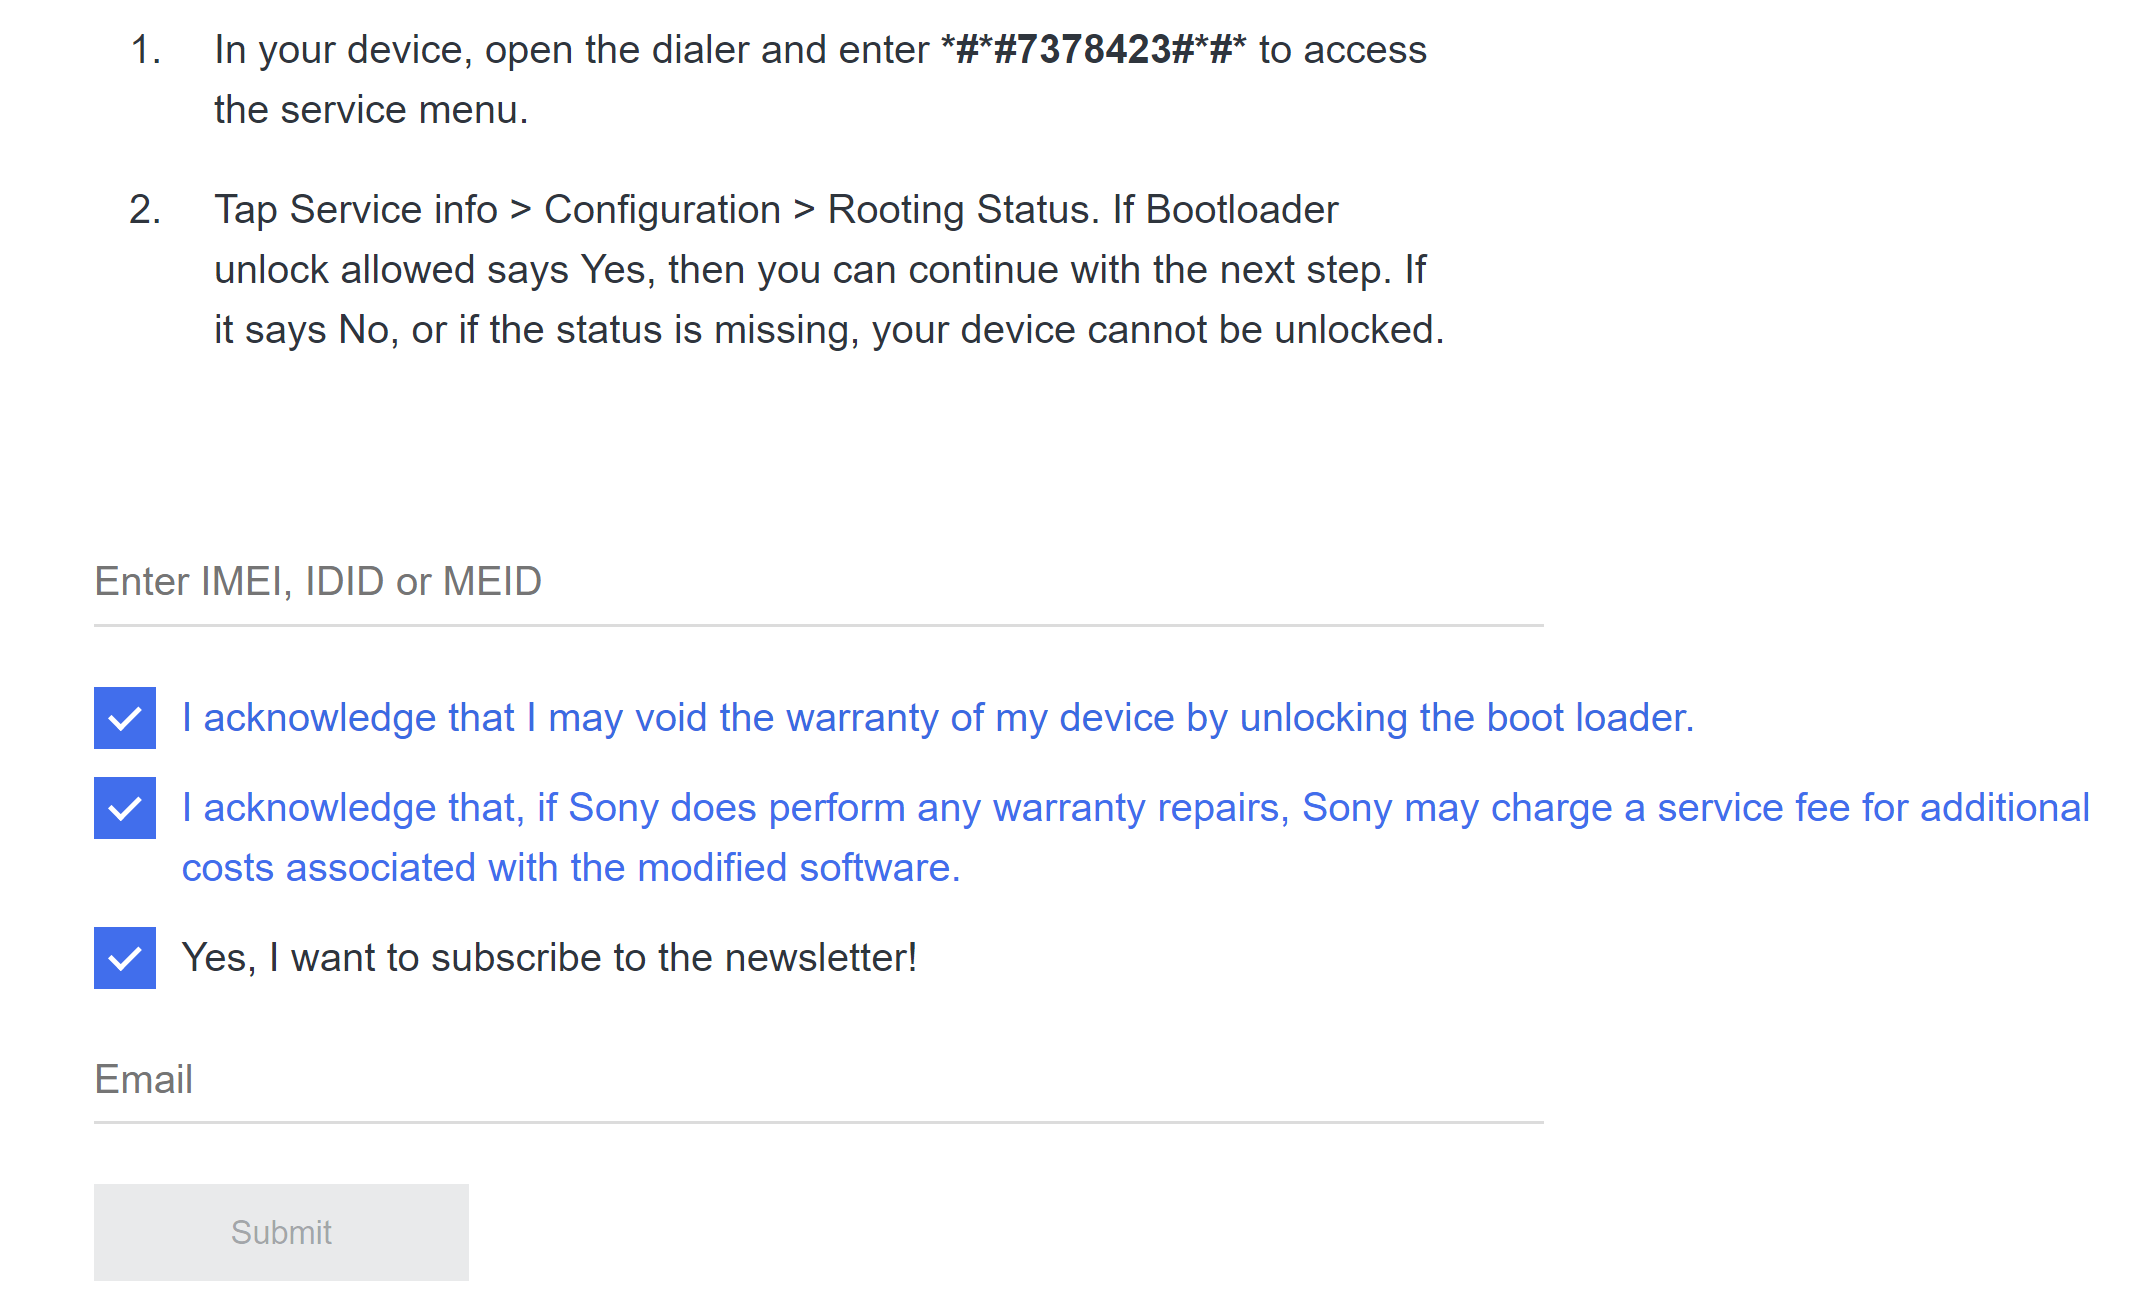 1. In your device, open the dialer and enter *#*#7378423#*#* to access
the service menu.
2. Tap Service info > Configuration > Rooting Status. If Bootloader
unlock allowed says Yes, then you can continue with the next step. If
it says No, or if the status is missing, your device cannot be unlocked.
Enter IMEI, IDID or MEID
I acknowledge that I may void the warranty of my device by unlocking the boot loader.
I acknowledge that, if Sony does perform any warranty repairs, Sony may charge a service fee for additional
costs associated with the modified software.
Yes, I want to subscribe to the newsletter!
Email
Submit